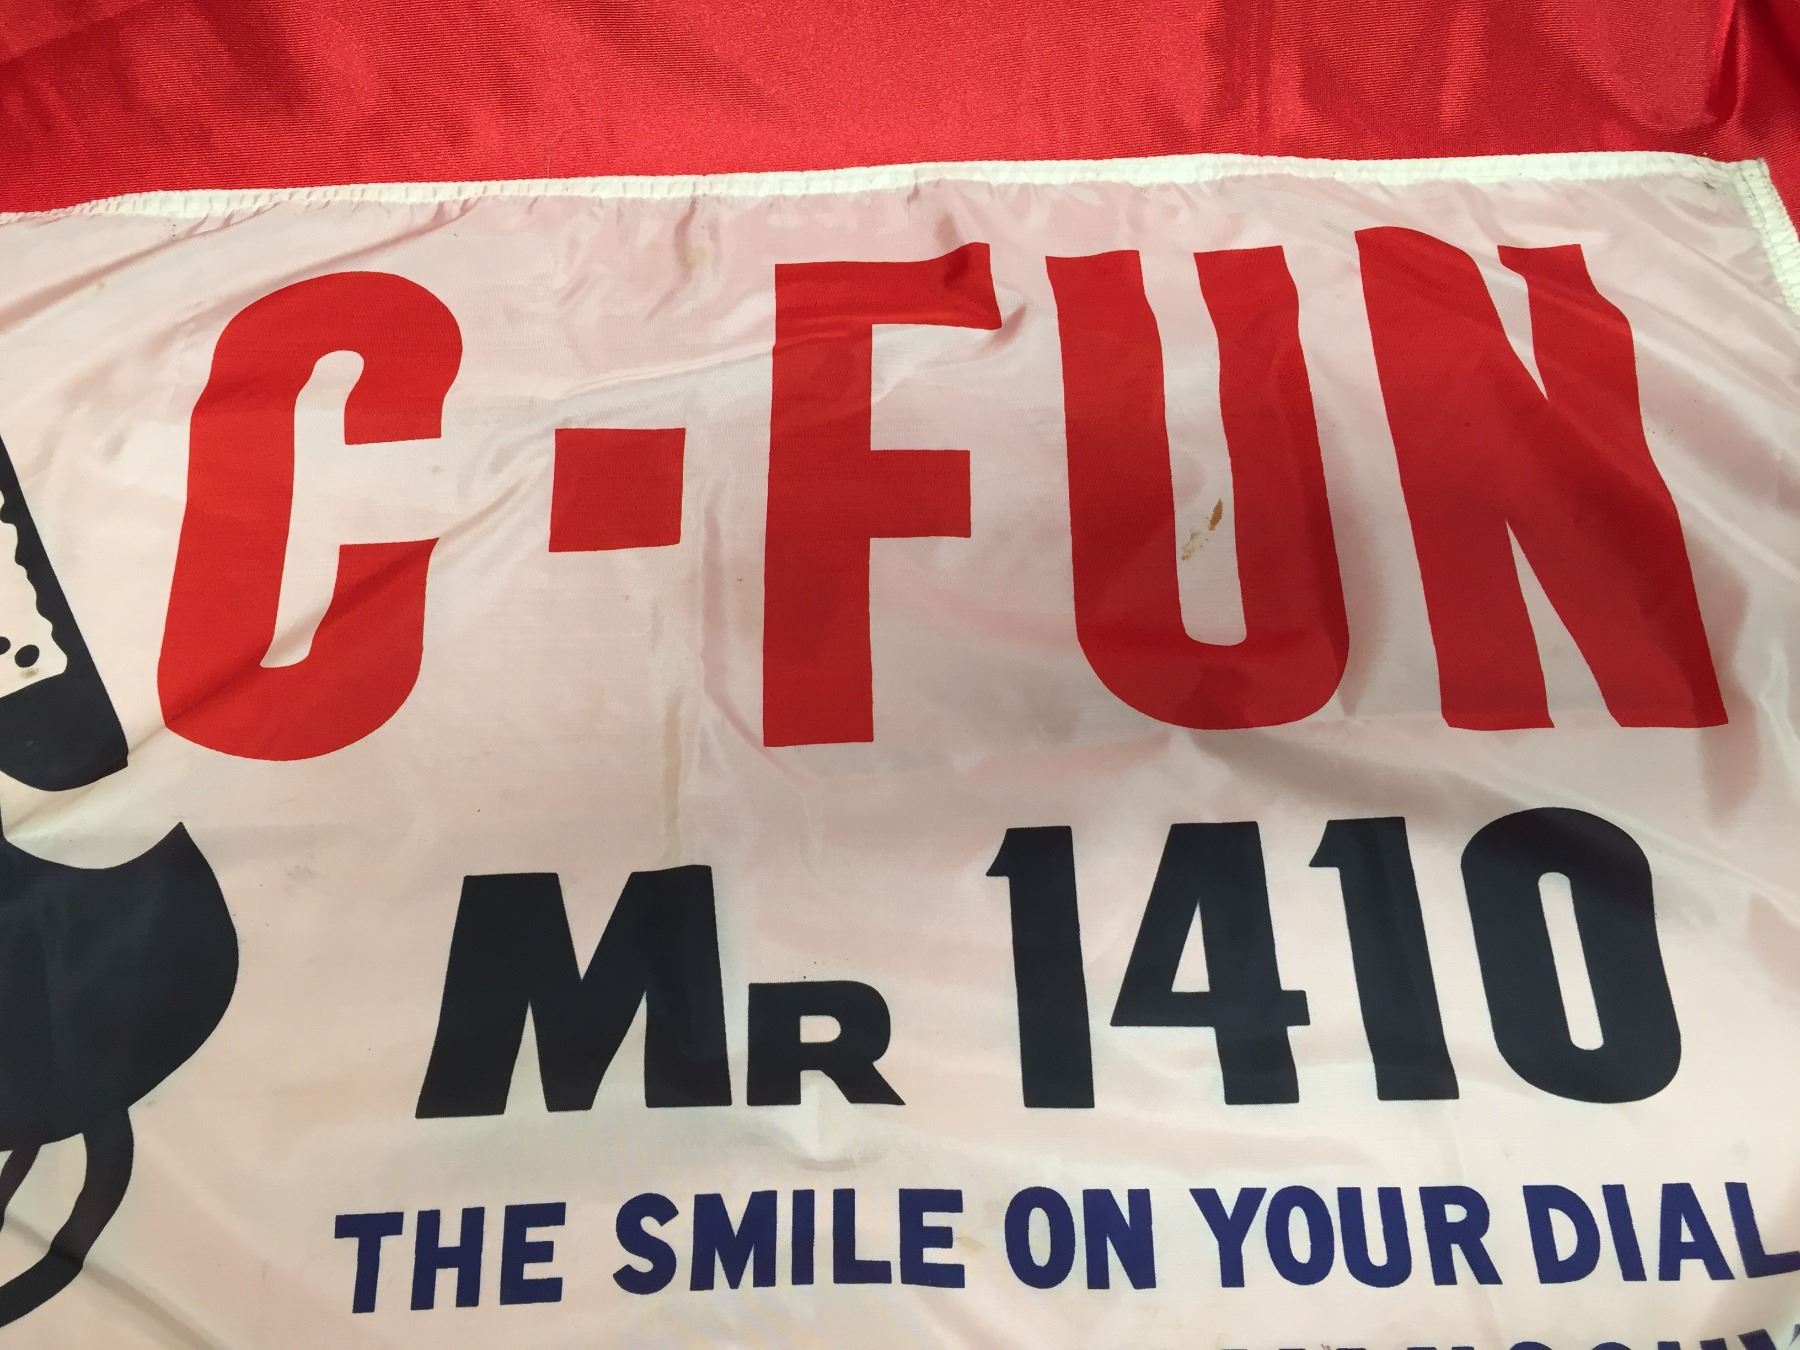 C-FUN
MR 1410
THE SMILE ON YOUR DIAL